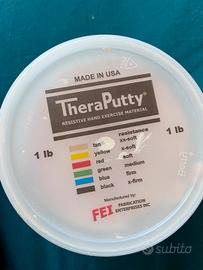 MADE IN USA
TheraPutty®
RESISTIVE HAND EXERCISE MATERIAL
resistance
tan xx-soft
yellow x-soft
1 lb red soft 1 lb
green medium
blue firm
black x-firm
Manufactured by:
FEI FABRICATION
ENTERPRISES INC
subito